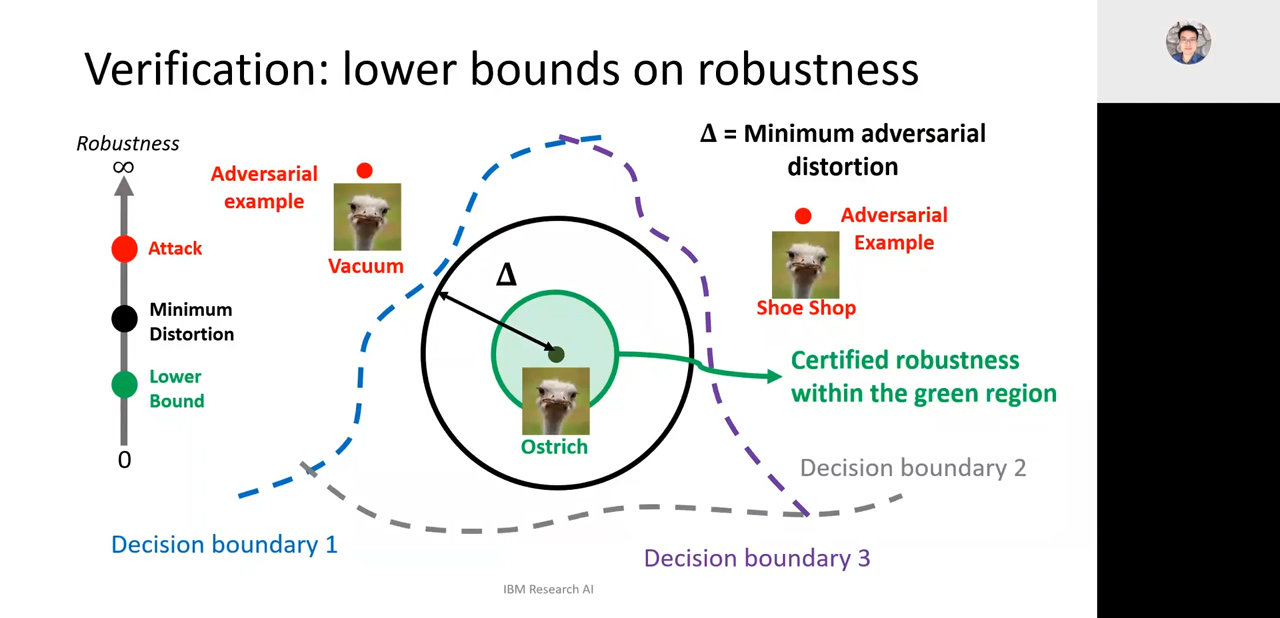 Verification: lower bounds on robustness
Robustness
∞
Attack
Minimum
Distortion
Lower
Bound
0
Adversarial
example
Vacuum
Δ
Ostrich
Δ = Minimum adversarial
distortion
Adversarial
Example
Shoe Shop
Certified robustness
within the green region
Decision boundary 2
Decision boundary 1
Decision boundary 3
IBM Research AI